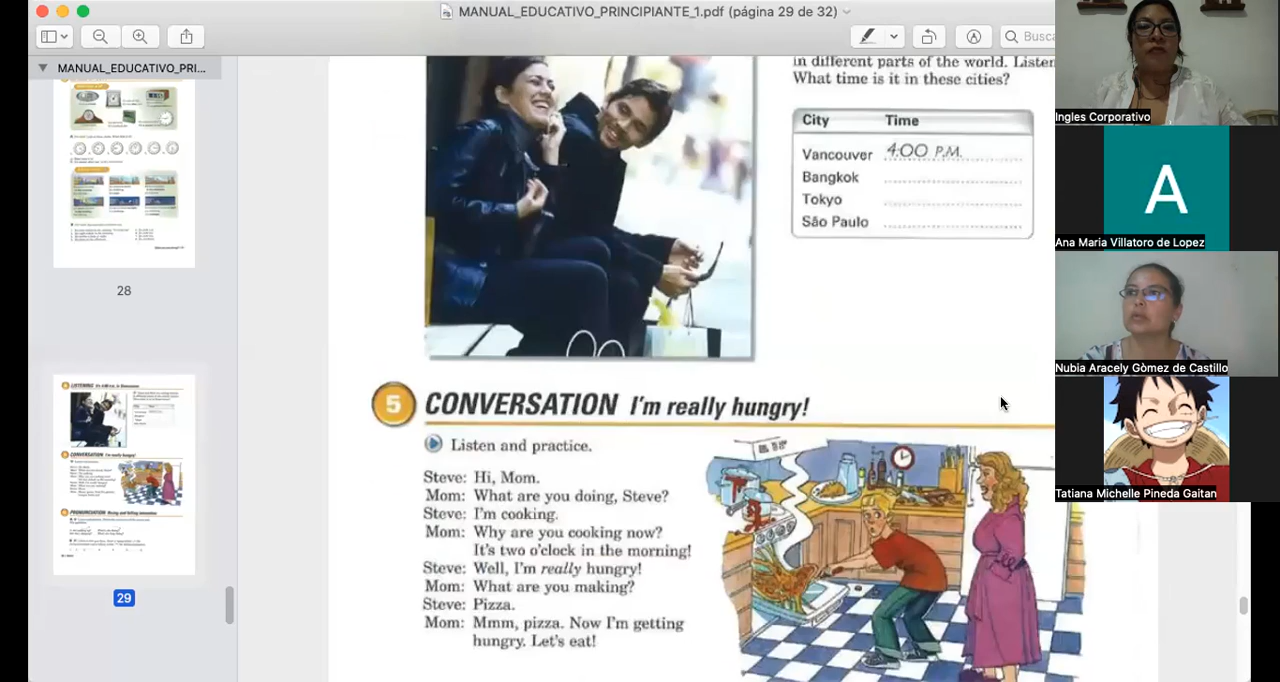 MANUAL_EDUCATIVO_PRINCIPIANTE_1.pdf (página 29 de 32)
Busca
MANUAL_EDUCATIVO_PRI...
28
29
in different parts of the world. Listen
What time is it in these cities?
City Time
Vancouver 4:00 P.M.
Bangkok
Tokyo
São Paulo
5 CONVERSATION I'm really hungry!
Listen and practice.
Steve: Hi, Mom.
Mom: What are you doing, Steve?
Steve: I'm cooking.
Mom: Why are you cooking now?
It's two o'clock in the morning!
Steve: Well, I'm really hungry!
Mom: What are you making?
Steve: Pizza.
Mom: Mmm, pizza. Now I'm getting
hungry. Let's eat!
Ingles Corporativo
A
Ana Maria Villatoro de Lopez
Nubia Aracely Gòmez de Castillo
Tatiana Michelle Pineda Gaitan